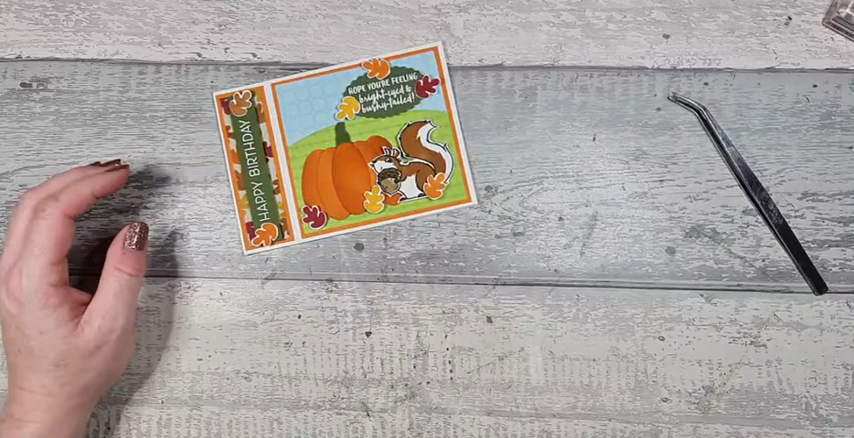 HAPPY BIRTHDAY
HOPE YOU'RE FEELING
bright-eyed &
bushy-tailed!